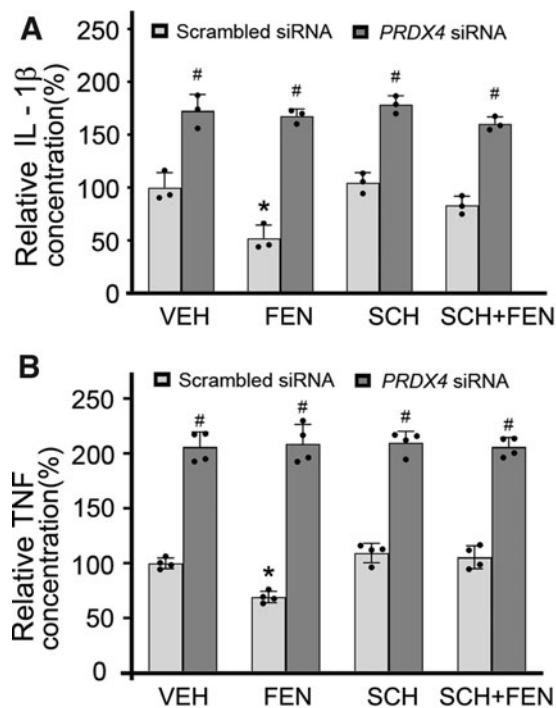 A
Scrambled siRNA PRDX4 siRNA
Relative IL - 1β
concentration(%)
250
200
150
100
50
0
# # # #
*
VEH FEN SCH SCH+FEN
B
Scrambled siRNA PRDX4 siRNA
Relative TNF
concentration(%)
250
200
150
100
50
0
# # # #
*
VEH FEN SCH SCH+FEN